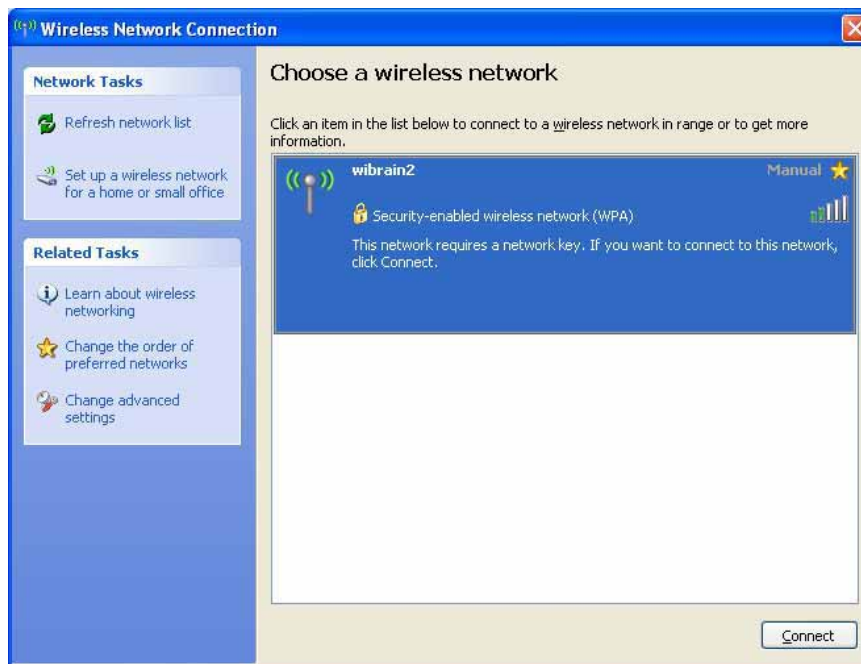 Wireless Network Connection
Network Tasks
Refresh network list
Set up a wireless network
for a home or small office
Related Tasks
Learn about wireless
networking
Change the order of
preferred networks
Change advanced
settings
Choose a wireless network
Click an item in the list below to connect to a wireless network in range or to get more
information.
wibrain2
Manual
Security-enabled wireless network (WPA)
This network requires a network key. If you want to connect to this network,
click Connect.
Connect